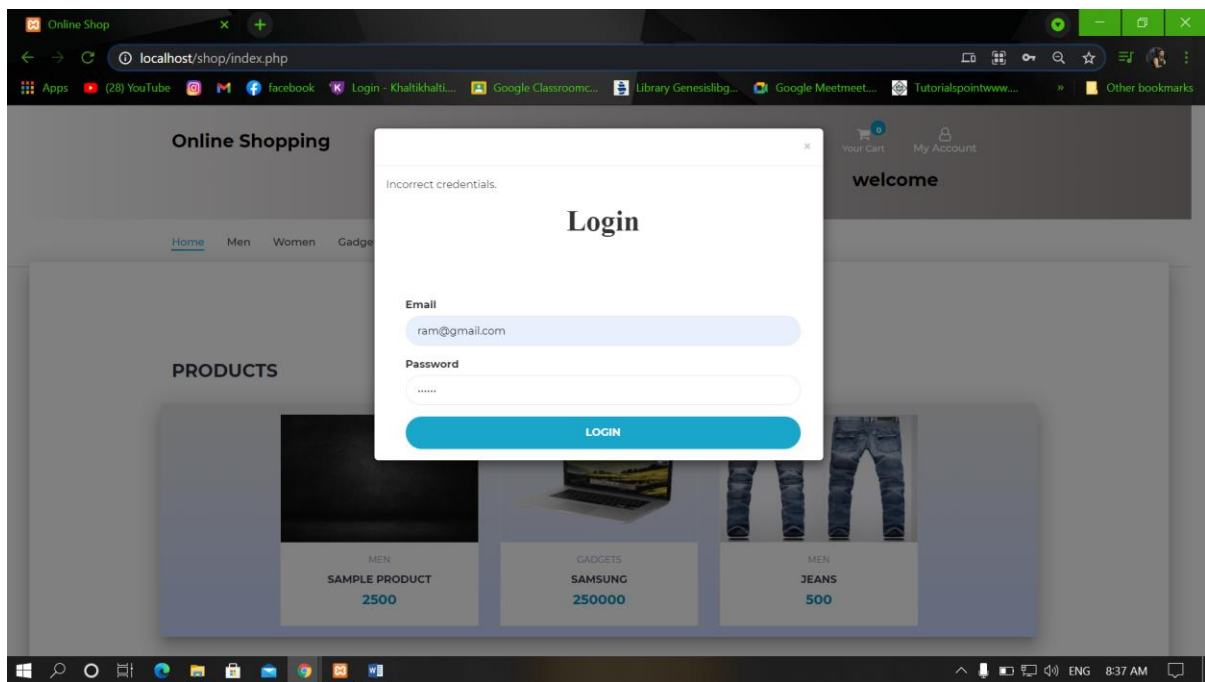 Online Shop
localhost/shop/index.php
Apps (28) YouTube facebook Login - Khaltikhalti.... Google Classroomc... Library Genesislibg... Google Meetmeet.... Tutorialspointwww.... » Other bookmarks
Online Shopping
0
Your Cart My Account
welcome
×
Incorrect credentials.
Login
Home Men Women Gadge
Email
ram@gmail.com
Password
......
LOGIN
PRODUCTS
MEN
SAMPLE PRODUCT
2500
GADGETS
SAMSUNG
250000
MEN
JEANS
500
ENG 8:37 AM